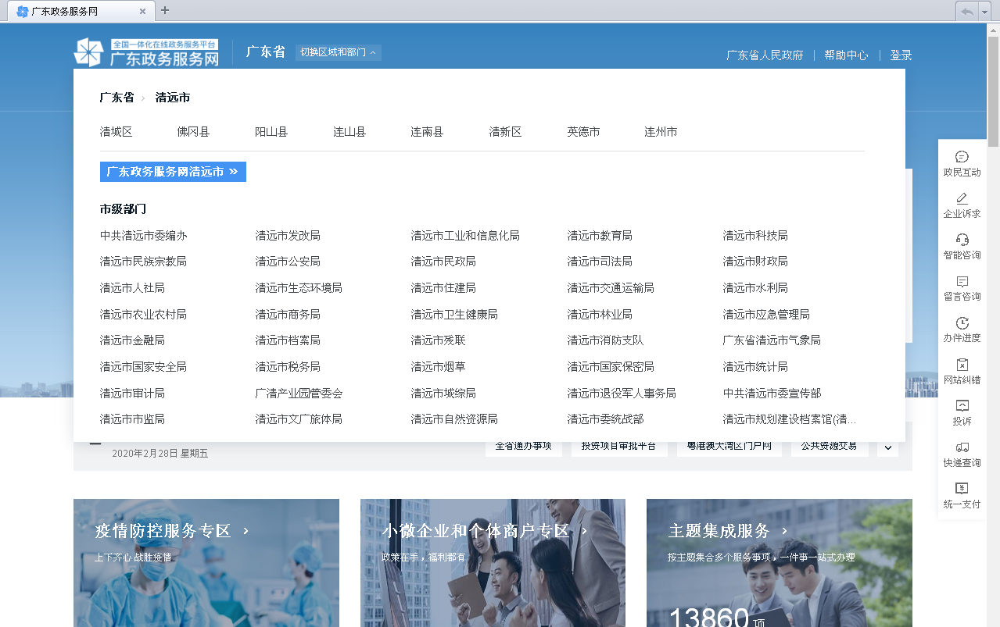 广东政务服务网
全国一体化在线政务服务平台
广东政务服务网
广东省 切换区域和部门
广东省人民政府 帮助中心 登录
广东省 清远市
清城区 佛冈县 阳山县 连山县 连南县 清新区 英德市 连州市
广东政务服务网清远市
市级部门
中共清远市委编办 清远市发改局 清远市工业和信息化局 清远市教育局 清远市科技局
清远市民族宗教局 清远市公安局 清远市民政局 清远市司法局 清远市财政局
清远市人社局 清远市生态环境局 清远市住建局 清远市交通运输局 清远市水利局
清远市农业农村局 清远市商务局 清远市卫生健康局 清远市林业局 清远市应急管理局
清远市金融局 清远市档案局 清远市残联 清远市消防支队 广东省清远市气象局
清远市国家安全局 清远市税务局 清远市烟草 清远市国家保密局 清远市统计局
清远市审计局 广清产业园管委会 清远市城综局 清远市退役军人事务局 中共清远市委宣传部
清远市市监局 清远市文广旅体局 清远市自然资源局 清远市委统战部 清远市规划建设档案馆(清...
2020年2月28日 星期五
全省通办事项 投资项目审批平台 粤港澳大湾区门户网 公共资源交易
疫情防控服务专区
上下齐心 战胜疫情
小微企业和个体商户专区
政策在手，福利都有
主题集成服务
按主题集合多个服务事项，一件事一站式办理
13860项
政民互动
企业诉求
智能咨询
留言咨询
办件进度
网站纠错
投诉
快递查询
统一支付